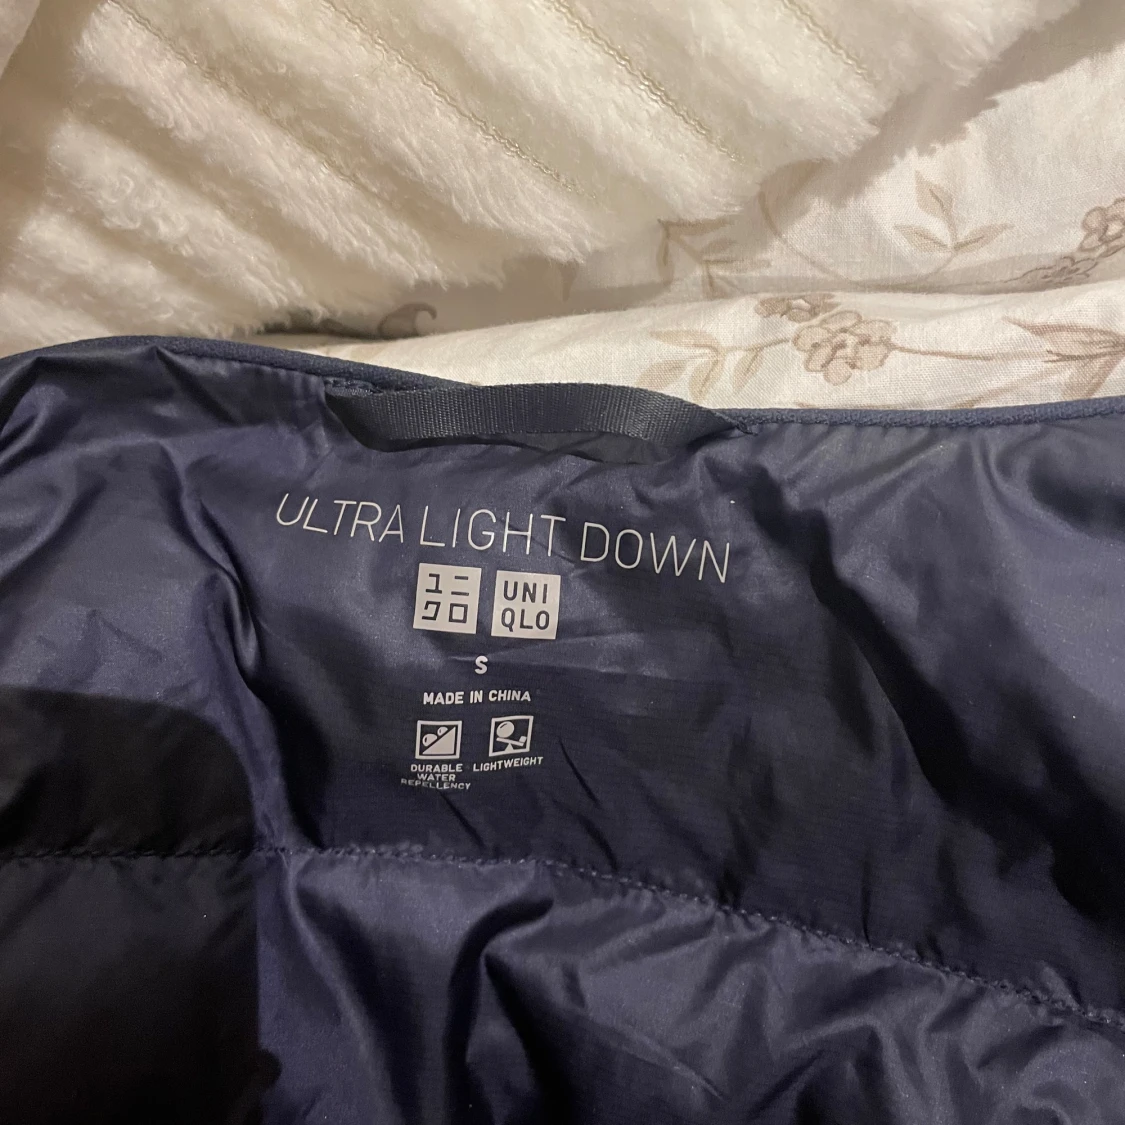 ULTRA LIGHT DOWN
ユニ
クロ
UNI
QLO
S
MADE IN CHINA
DURABLE
WATER
REPELLENCY
LIGHTWEIGHT